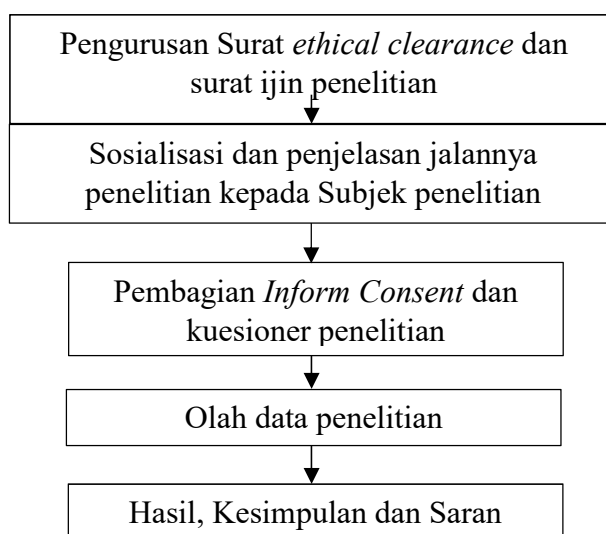 Pengurusan Surat ethical clearance dan
surat ijin penelitian
Sosialisasi dan penjelasan jalannya
penelitian kepada Subjek penelitian
Pembagian Inform Consent dan
kuesioner penelitian
Olah data penelitian
Hasil, Kesimpulan dan Saran